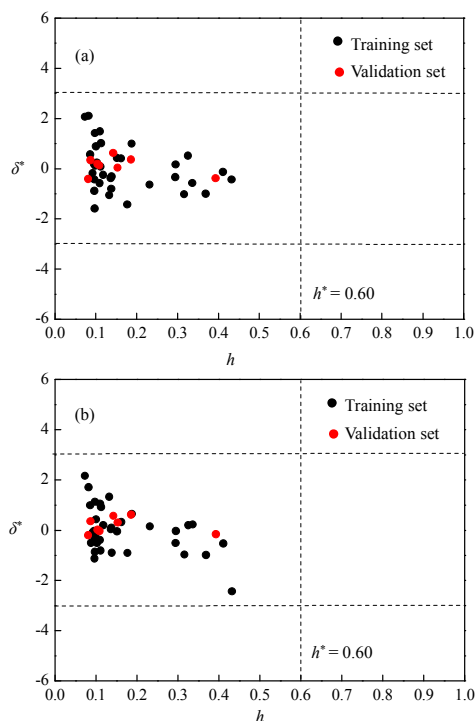 6
4
2
0
-2
-4
-6
δ*
(a)
Training set
Validation set
h* = 0.60
0.0 0.1 0.2 0.3 0.4 0.5 0.6 0.7 0.8 0.9 1.0
h
6
4
2
0
-2
-4
-6
δ*
(b)
Training set
Validation set
h* = 0.60
0.0 0.1 0.2 0.3 0.4 0.5 0.6 0.7 0.8 0.9 1.0
h